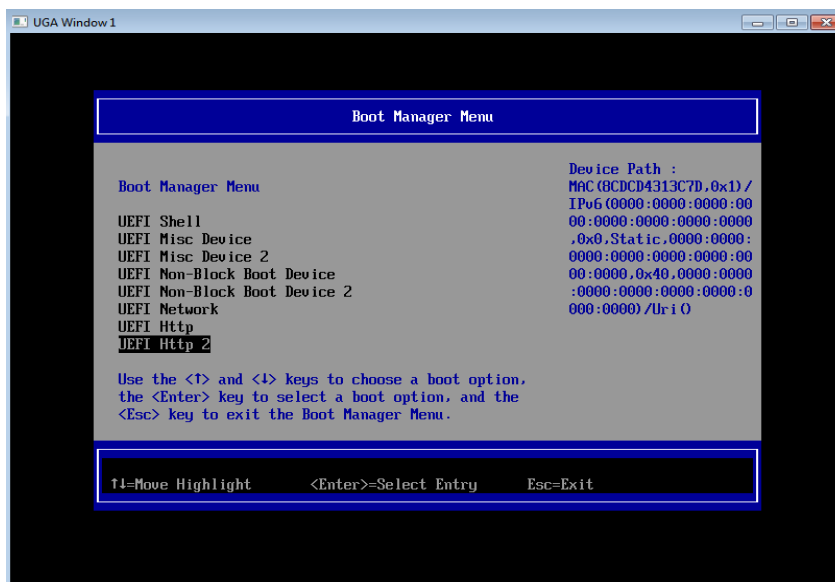 UGA Window 1
Boot Manager Menu
Boot Manager Menu
UEFI Shell
UEFI Misc Device
UEFI Misc Device 2
UEFI Non-Block Boot Device
UEFI Non-Block Boot Device 2
UEFI Network
UEFI Http
UEFI Http 2
Device Path :
MAC(8CDCD4313C7D,0x1)/
IPv6(0000:0000:0000:00
00:0000:0000:0000:0000
,0x0,Static,0000:0000:
0000:0000:0000:0000:00
00:0000,0x40,0000:0000
:0000:0000:0000:0000:0
000:0000)/Uri()
Use the <↑> and <↓> keys to choose a boot option,
the <Enter> key to select a boot option, and the
<Esc> key to exit the Boot Manager Menu.
↑↓=Move Highlight <Enter>=Select Entry Esc=Exit